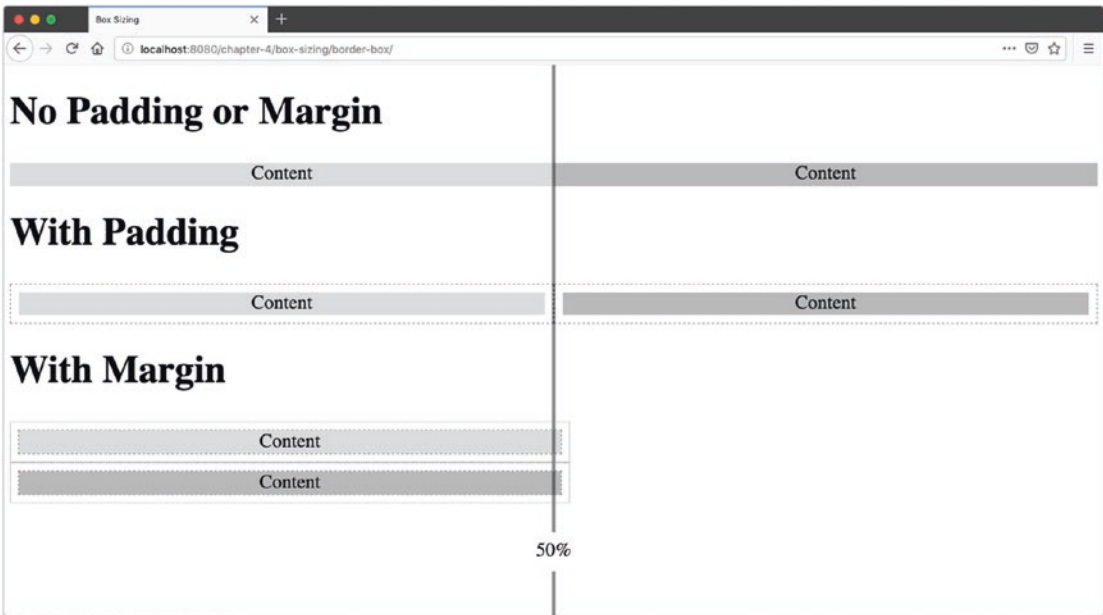 Box Sizing
localhost:8080/chapter-4/box-sizing/border-box/
No Padding or Margin
Content Content
With Padding
Content Content
With Margin
Content
Content
50%